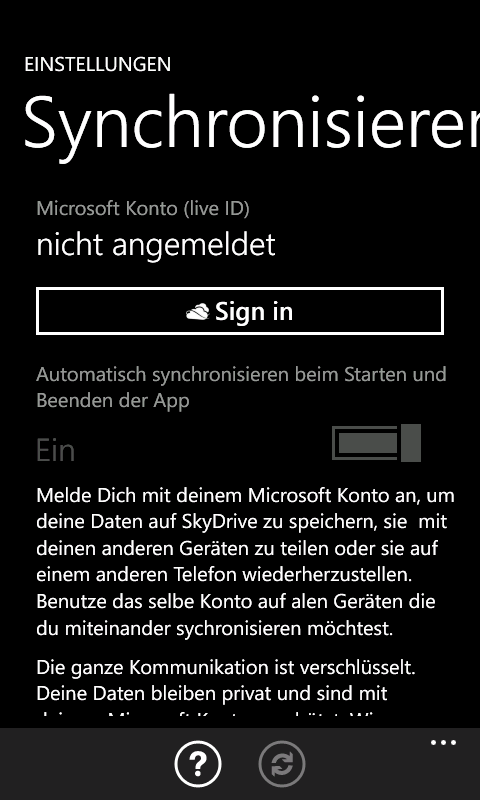 EINSTELLUNGEN
Synchronisieren
Microsoft Konto (live ID)
nicht angemeldet
Sign in
Automatisch synchronisieren beim Starten und
Beenden der App
Ein
Melde Dich mit deinem Microsoft Konto an, um
deine Daten auf SkyDrive zu speichern, sie mit
deinen anderen Geräten zu teilen oder sie auf
einem anderen Telefon wiederherzustellen.
Benutze das selbe Konto auf alen Geräten die
du miteinander sychronisieren möchtest.
Die ganze Kommunikation ist verschlüsselt.
Deine Daten bleiben privat und sind mit